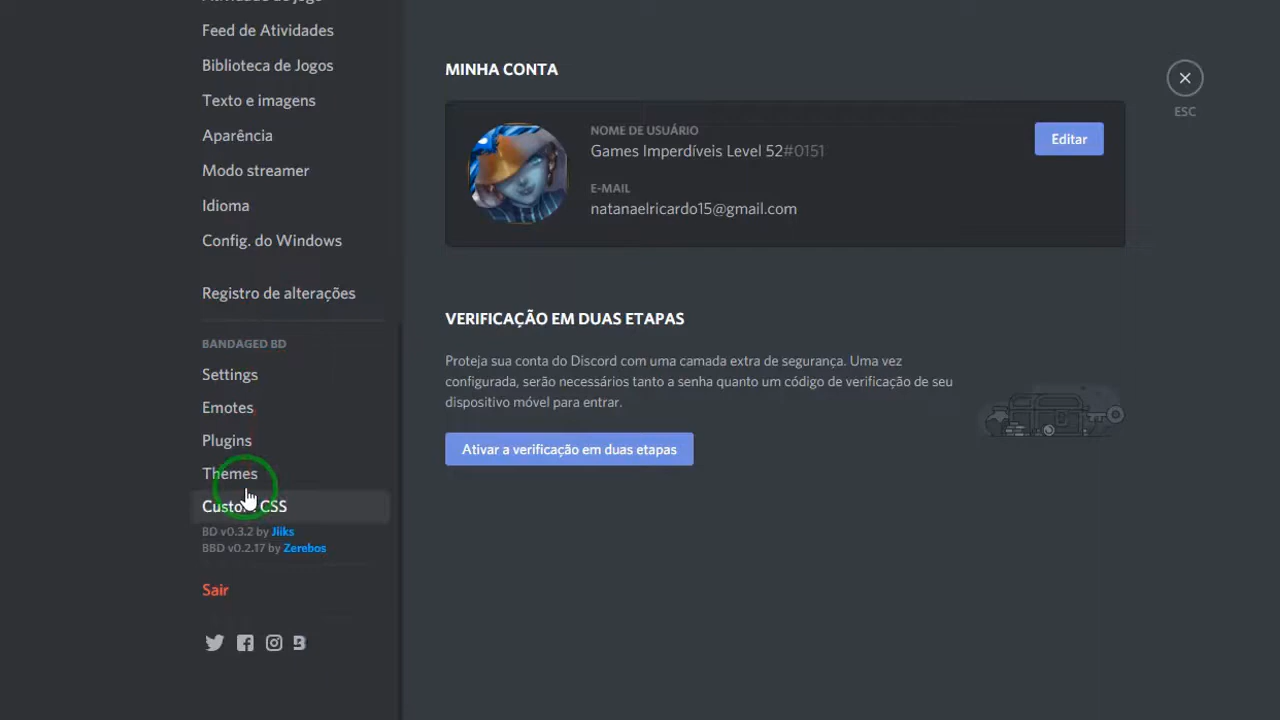 Feed de Atividades
Biblioteca de Jogos
Texto e imagens
Aparência
Modo streamer
Idioma
Config. do Windows
Registro de alterações
BANDAGED BD
Settings
Emotes
Plugins
Themes
Custom CSS
BD v0.3.2 by Jiiks
BBD v0.2.17 by Zerebos
Sair
MINHA CONTA
NOME DE USUÁRIO
Games Imperdíveis Level 52#0151
Editar
E-MAIL
natanaelricardo15@gmail.com
VERIFICAÇÃO EM DUAS ETAPAS
Proteja sua conta do Discord com uma camada extra de segurança. Uma vez
configurada, serão necessários tanto a senha quanto um código de verificação de seu
dispositivo móvel para entrar.
Ativar a verificação em duas etapas
ESC